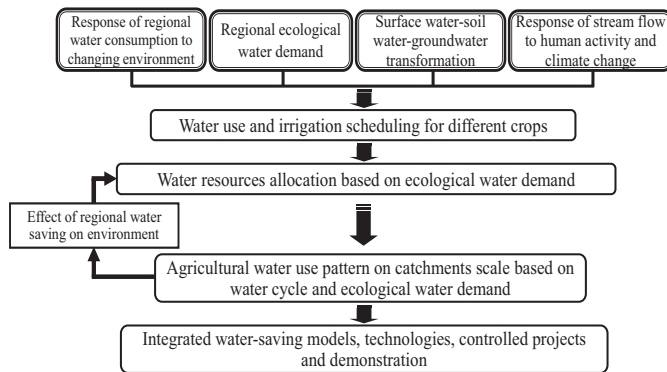 Response of regional
water consumption to
changing environment
Regional ecological
water demand
Surface water-soil
water-groundwater
transformation
Response of stream flow
to human activity and
climate change
Water use and irrigation scheduling for different crops
Water resources allocation based on ecological water demand
Effect of regional water
saving on environment
Agricultural water use pattern on catchments scale based on
water cycle and ecological water demand
Integrated water-saving models, technologies, controlled projects
and demonstration